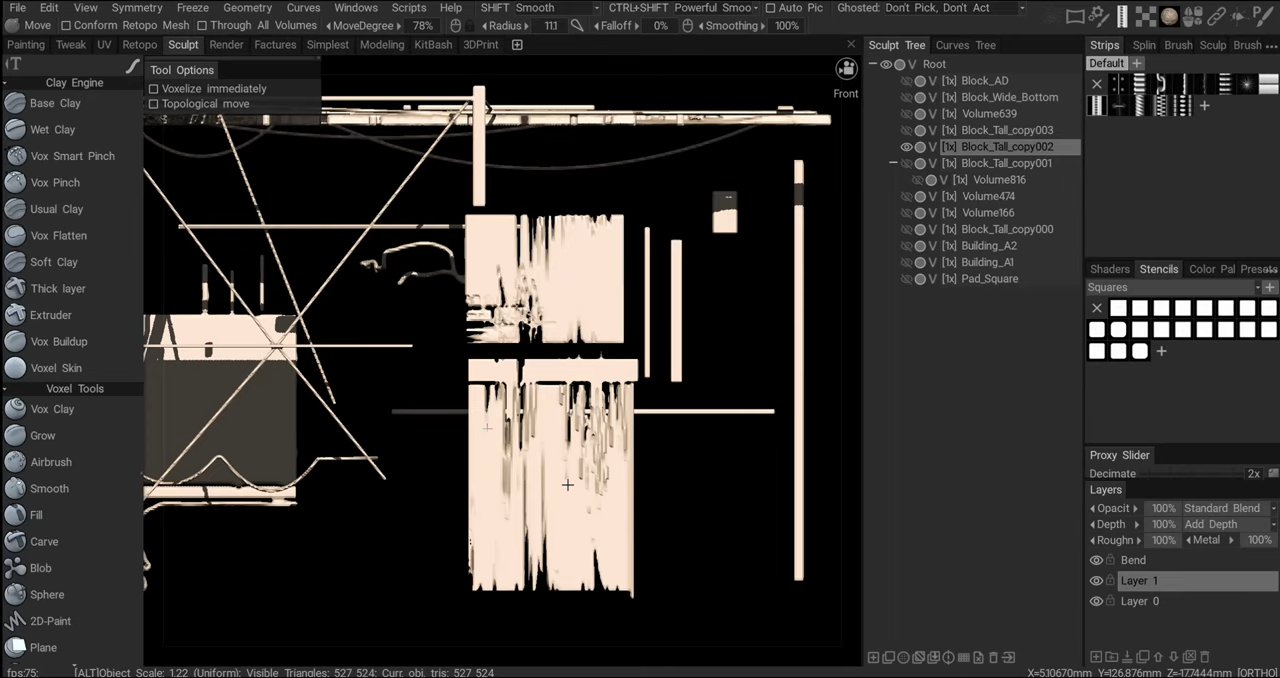 File Edit View Symmetry Freeze Geometry Curves Windows Scripts Help SHIFT Smooth CTRL+SHIFT Powerful Smoo Auto Pic Ghosted: Don't Pick, Don't Act
Move Conform Retopo Mesh Through All Volumes MoveDegree 78% Radius 111 Falloff 0% Smoothing 100%
Painting Tweak UV Retopo Sculpt Render Factures Simplest Modeling KitBash 3DPrint
Tool Options
Voxelize immediately
Topological move
Clay Engine
Base Clay
Wet Clay
Vox Smart Pinch
Vox Pinch
Usual Clay
Vox Flatten
Soft Clay
Thick layer
Extruder
Vox Buildup
Voxel Skin
Voxel Tools
Vox Clay
Grow
Airbrush
Smooth
Fill
Carve
Blob
Sphere
2D-Paint
Plane
Front
Sculpt Tree Curves Tree
Root
V [1x] Block_AD
V [1x] Block_Wide_Bottom
V [1x] Volume639
V [1x] Block_Tall_copy003
V [1x] Block_Tall_copy002
V [1x] Block_Tall_copy001
V [1x] Volume816
V [1x] Volume474
V [1x] Volume166
V [1x] Block_Tall_copy000
V [1x] Building_A2
V [1x] Building_A1
V [1x] Pad_Square
Strips Splin Brush Sculp Brush
Default
Shaders Stencils Color Pal Presets
Squares
Proxy Slider
Decimate 2x
Layers
Opacit 100% Standard Blend
Depth 100% Add Depth
Roughn 100% Metal 100%
Bend
Layer 1
Layer 0
fps:75; [ALT]Object Scale: 1.22 (Uniform); Visible Triangles: 527 524; Curr. obj. tris: 527 524
X=510670mm Y=126.876mm Z=-17.7444mm [ORTHO]